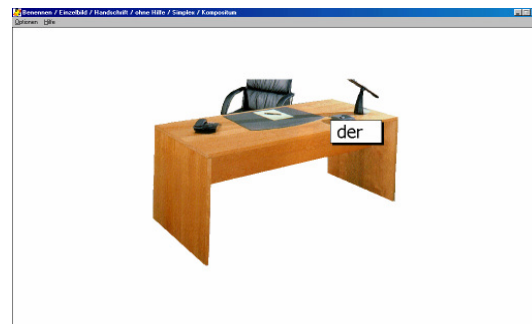 Benennen / Einzelbild / Handschrift / ohne Hilfe / Simplex / Kompositum
Optionen Hilfe
der